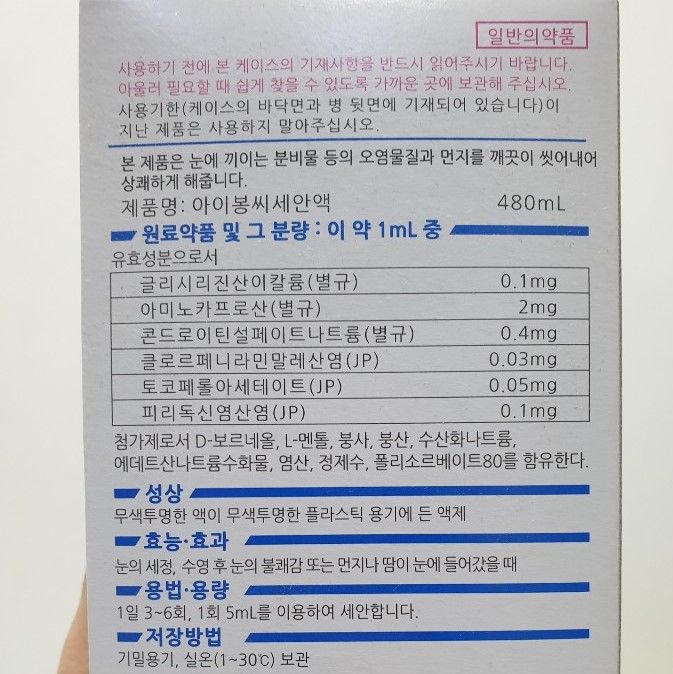 일반의약품
사용하기 전에 본 케이스의 기재사항을 반드시 읽어주시기 바랍니다.
아울러 필요할 때 쉽게 찾을 수 있도록 가까운 곳에 보관해 주십시오.
사용기한(케이스의 바닥면과 병 뒷면에 기재되어 있습니다)이
지난 제품은 사용하지 말아주십시오.
본 제품은 눈에 끼이는 분비물 등의 오염물질과 먼지를 깨끗이 씻어내어
상쾌하게 해줍니다.
제품명: 아이봉씨세안액 480mL
원료약품 및 그 분량 : 이 약 1mL 중
유효성분으로서
글리시리진산이칼륨(별규) 0.1mg
아미노카프로산(별규) 2mg
콘드로이틴설페이트나트륨(별규) 0.4mg
클로르페니라민말레산염(JP) 0.03mg
토코페롤아세테이트(JP) 0.05mg
피리독신염산염(JP) 0.1mg
첨가제로서 D-보르네올, L-멘톨, 붕사, 붕산, 수산화나트륨,
에데트산나트륨수화물, 염산, 정제수, 폴리소르베이트80를 함유한다.
성상
무색투명한 액이 무색투명한 플라스틱 용기에 든 액제
효능·효과
눈의 세정, 수영 후 눈의 불쾌감 또는 먼지나 땀이 눈에 들어갔을 때
용법·용량
1일 3~6회, 1회 5mL를 이용하여 세안합니다.
저장방법
기밀용기, 실온(1~30℃) 보관